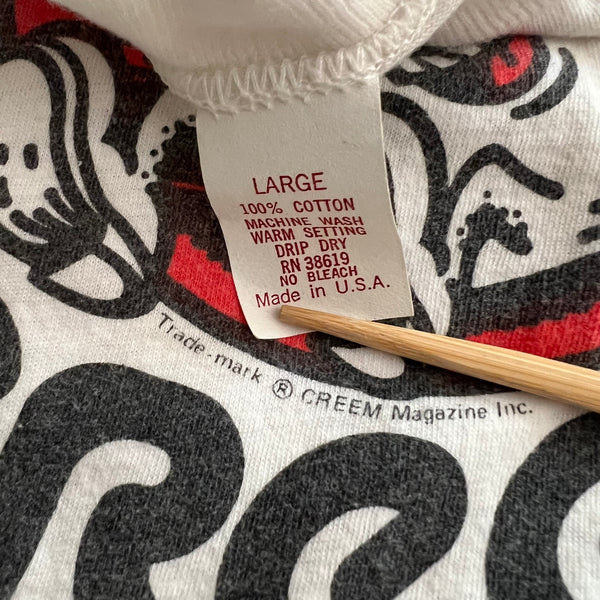 LARGE
100% COTTON
MACHINE WASH
WARM SETTING
DRIP DRY
RN 38619
NO BLEACH
Made in U.S.A.
Trade-mark ® CREEM Magazine Inc.